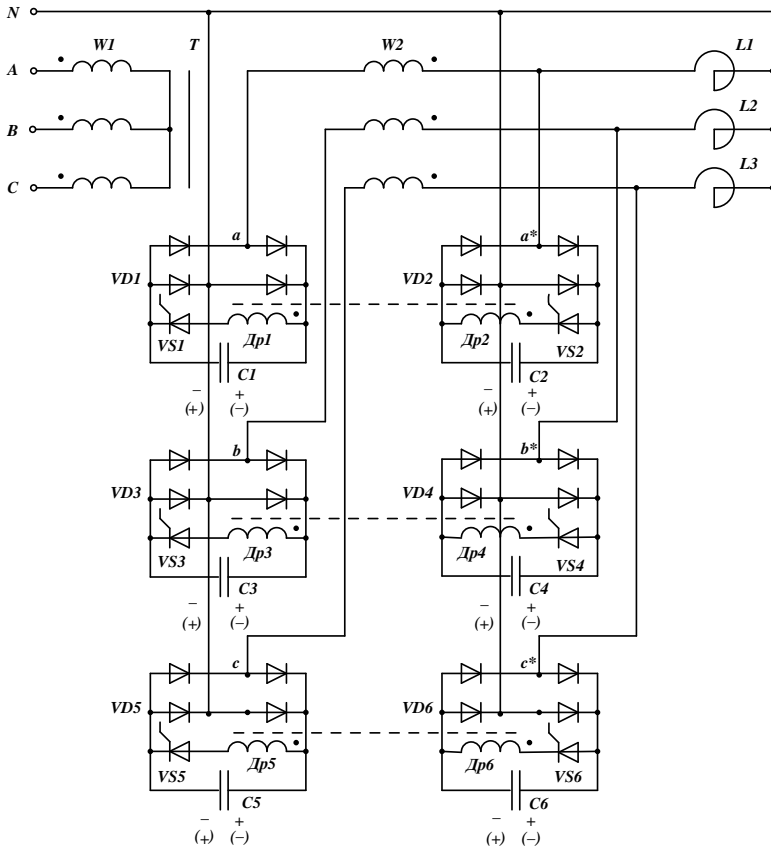 N
A W1 T W2 L1
B L2
C L3
a a*
VD1 VD2
VS1 Др1 Др2 VS2
C1 C2
− + − +
(+) (−) (+) (−)
b b*
VD3 VD4
VS3 Др3 Др4 VS4
C3 C4
− + − +
(+) (−) (+) (−)
c c*
VD5 VD6
VS5 Др5 Др6 VS6
C5 C6
− + − +
(+) (−) (+) (−)